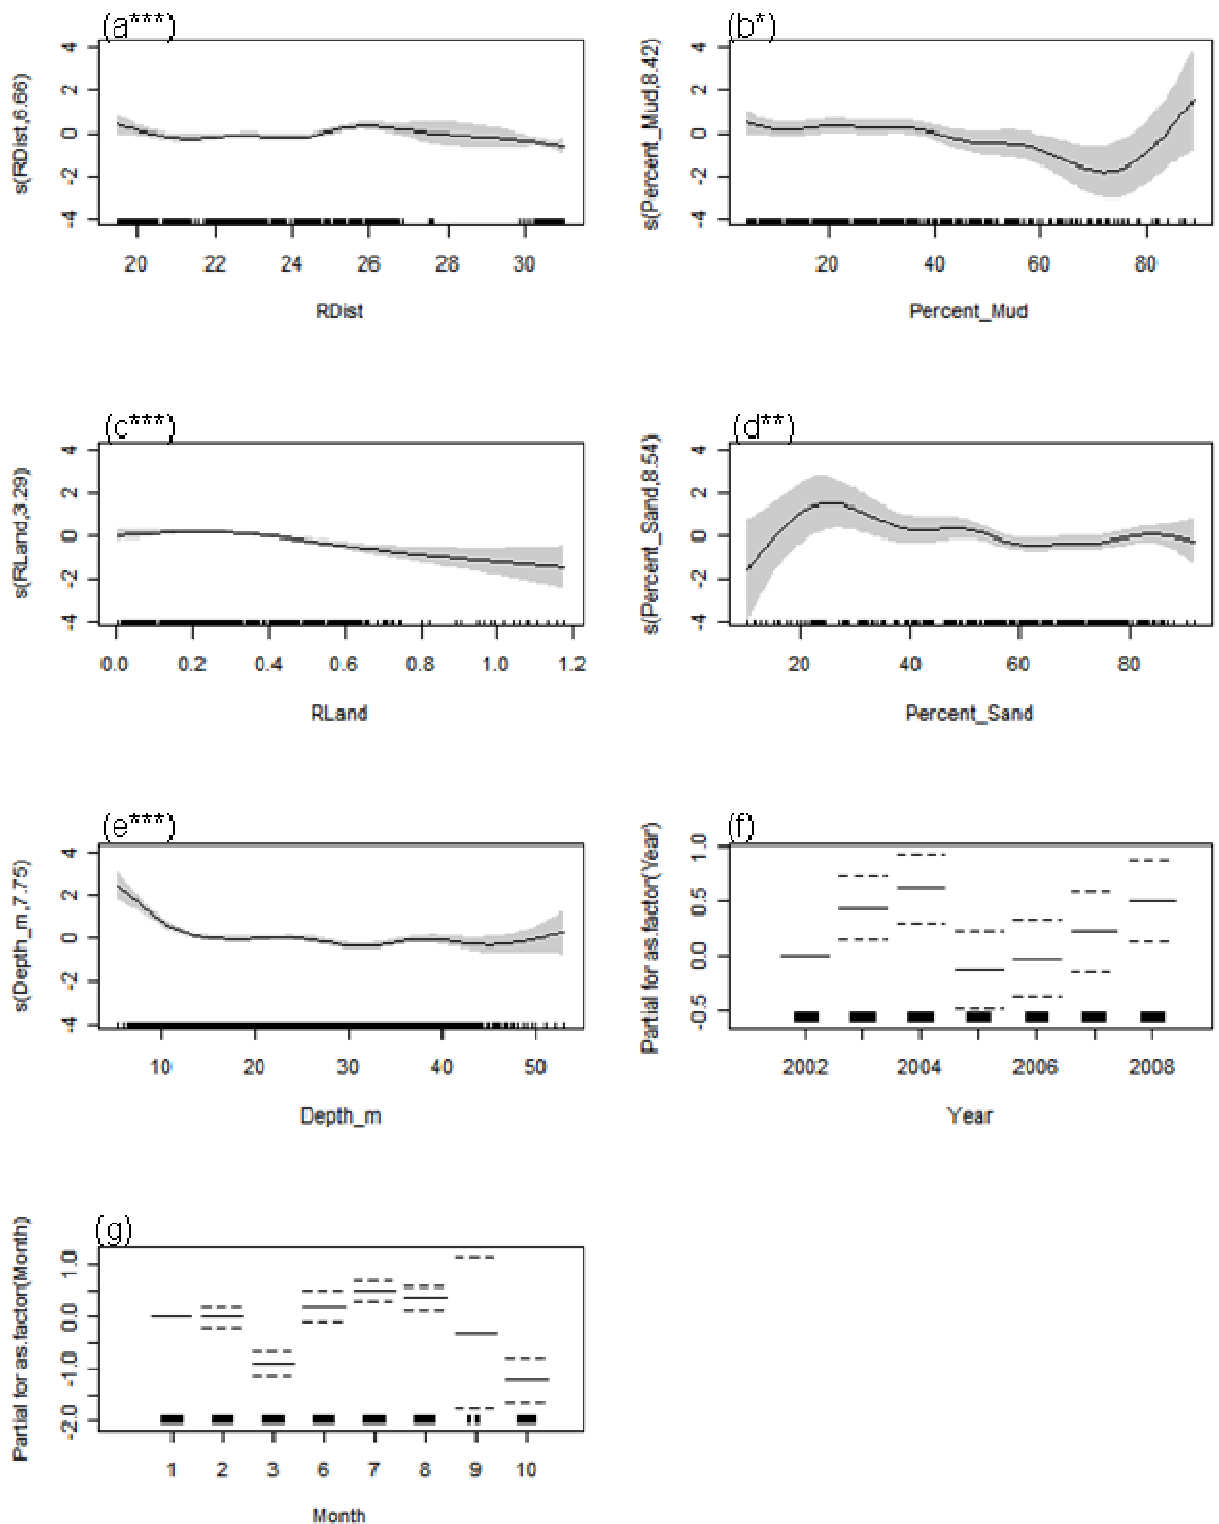 (a***)
s(RDist,6.66)
4
2
0
-2
-4
20 22 24 26 28 30
RDist
(b*)
s(Percent_Mud,8.42)
4
2
0
-2
-4
20 40 60 80
Percent_Mud
(c***)
s(RLand,3.29)
4
2
0
-2
-4
0.0 0.2 0.4 0.6 0.8 1.0 1.2
RLand
(d**)
s(Percent_Sand,8.54)
4
2
0
-2
-4
20 40 60 80
Percent_Sand
(e***)
s(Depth_m,7.75)
4
2
0
-2
-4
10 20 30 40 50
Depth_m
(f)
Partial for as.factor(Year)
1.0
0.5
0.0
-0.5
2002 2004 2006 2008
Year
(g)
Partial for as.factor(Month)
1.0
0.0
-1.0
-2.0
1 2 3 6 7 8 9 10
Month